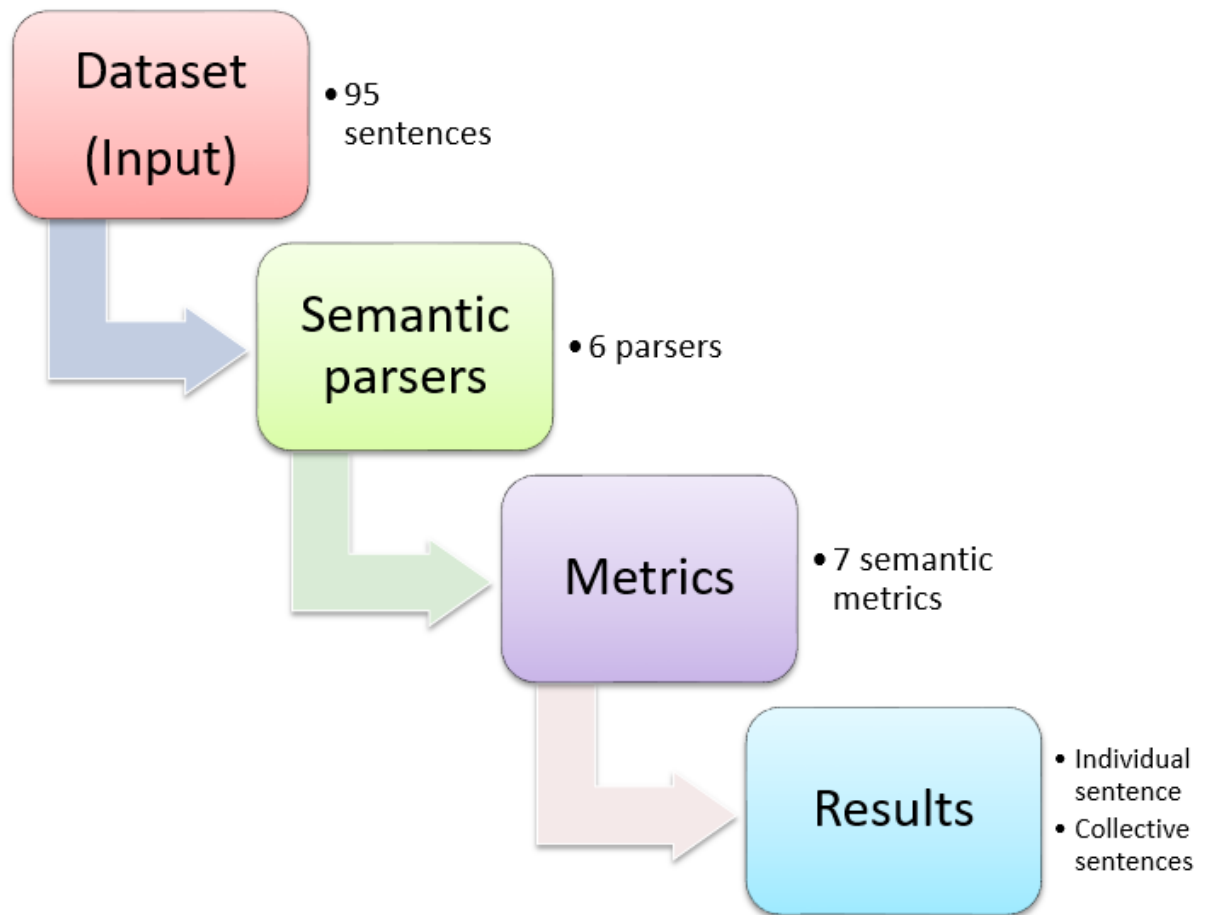 Dataset
(Input)
• 95
sentences
Semantic
parsers
• 6 parsers
Metrics
• 7 semantic
metrics
Results
• Individual
sentence
• Collective
sentences